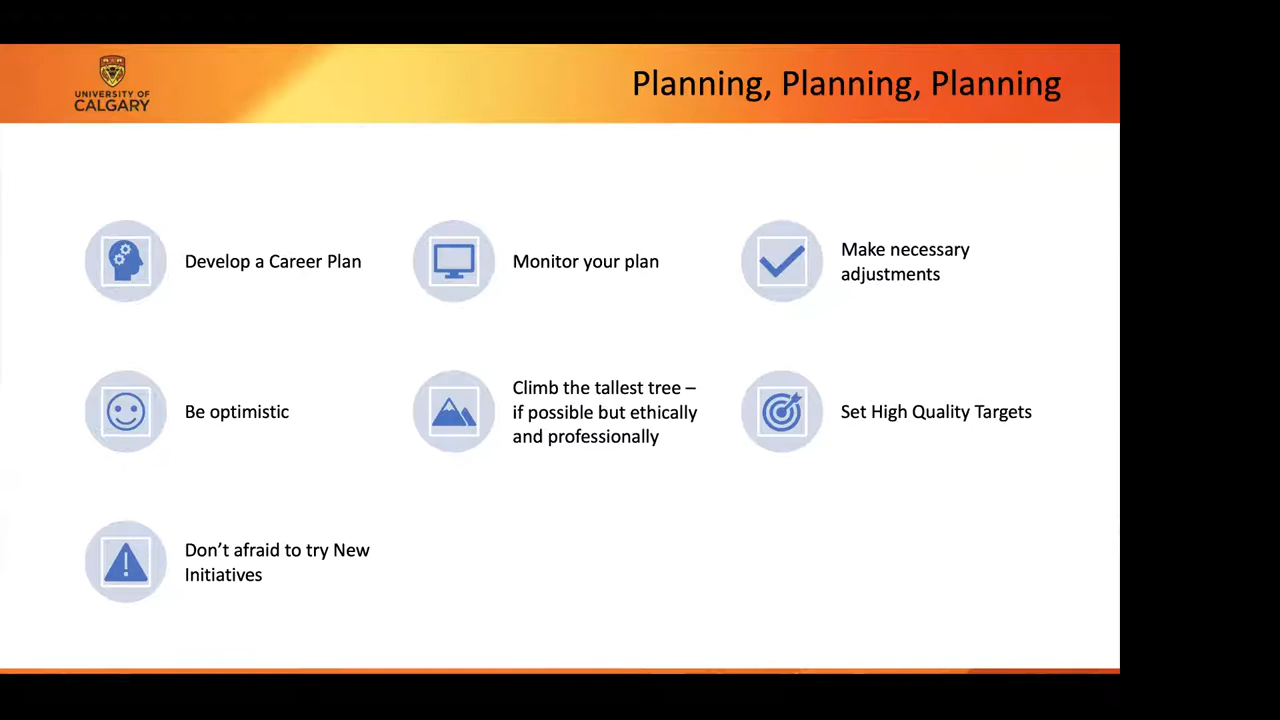 UNIVERSITY OF
CALGARY
Planning, Planning, Planning
Develop a Career Plan
Monitor your plan
Make necessary
adjustments
Be optimistic
Climb the tallest tree –
if possible but ethically
and professionally
Set High Quality Targets
Don’t afraid to try New
Initiatives